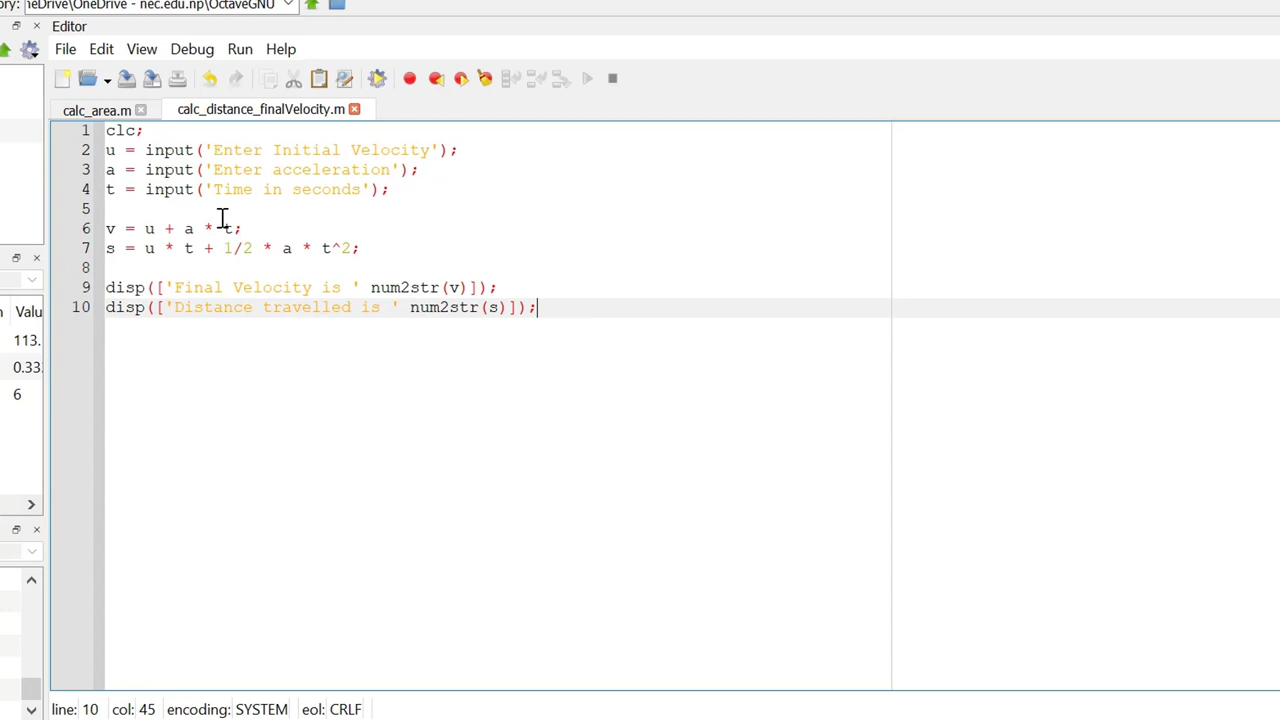 ory: neDrive\OneDrive - nec.edu.np\OctaveGNU
Editor
File Edit View Debug Run Help
calc_area.m calc_distance_finalVelocity.m
1 clc;
2 u = input('Enter Initial Velocity');
3 a = input('Enter acceleration');
4 t = input('Time in seconds');
5
6 v = u + a * t;
7 s = u * t + 1/2 * a * t^2;
8
9 disp(['Final Velocity is ' num2str(v)]);
10 disp(['Distance travelled is ' num2str(s)]);
n Valu
113.
0.33
6
line: 10 col: 45 encoding: SYSTEM eol: CRLF